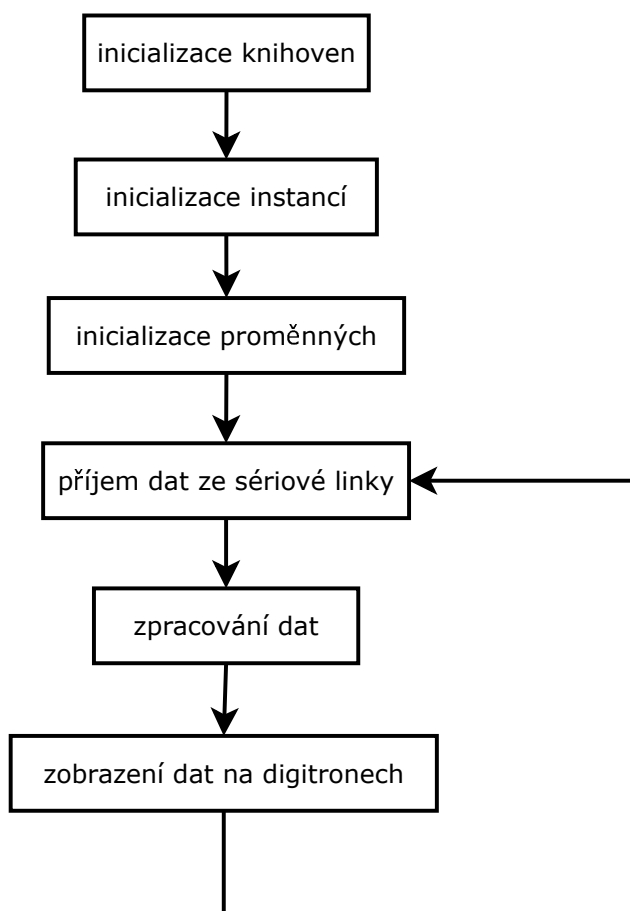 inicializace knihoven
inicializace instancí
inicializace proměnných
příjem dat ze sériové linky
zpracování dat
zobrazení dat na digitronech